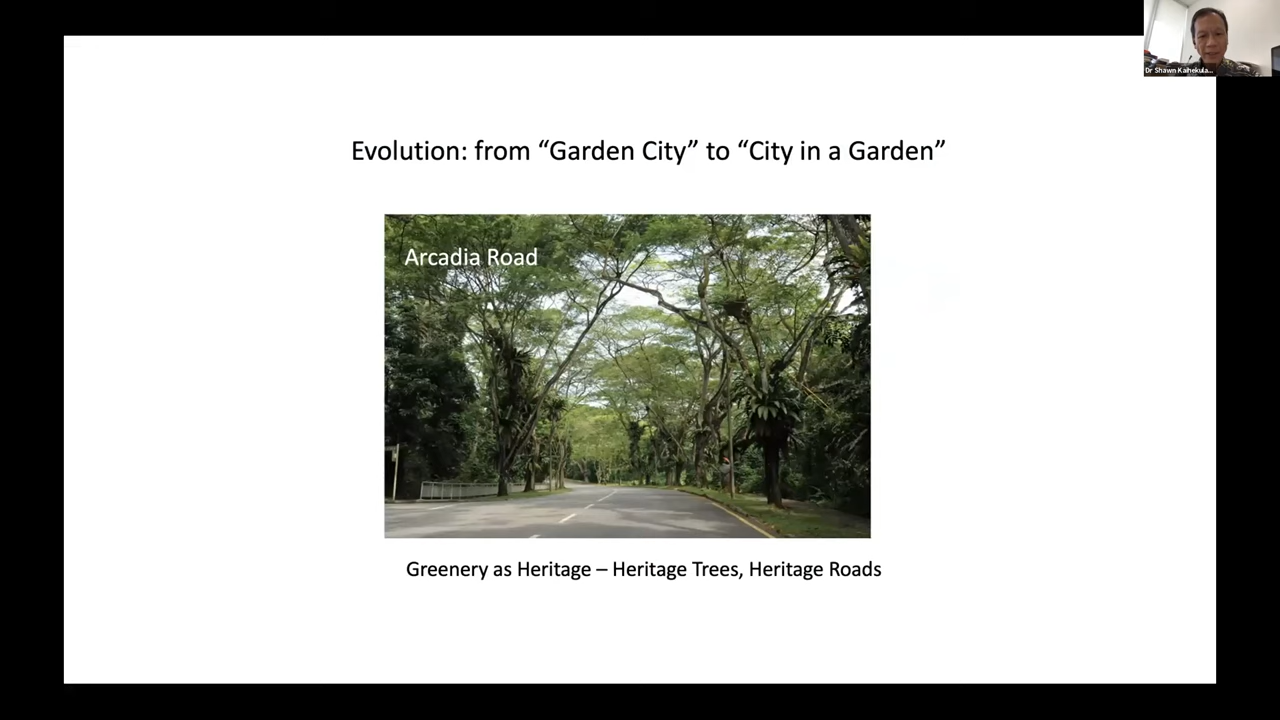 Dr Shawn Kaihekula...
Evolution: from “Garden City” to “City in a Garden”
Arcadia Road
Greenery as Heritage – Heritage Trees, Heritage Roads